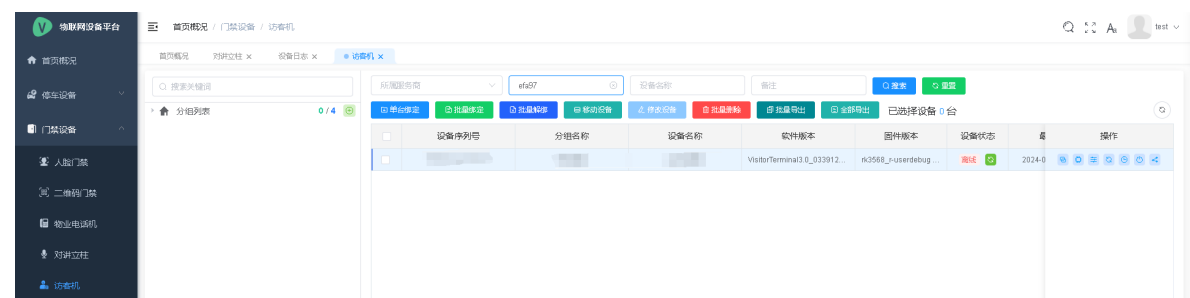 物联网设备平台
首页概况 / 门禁设备 / 访客机
test
首页概况 对讲立柱 × 设备日志 × 访客机 ×
首页概况
停车设备
门禁设备
人脸门禁
二维码门禁
物业电话机
对讲立柱
访客机
搜索关键词
分组列表 0 / 4
所属服务商 efa97 设备名称 备注 搜索 重置
单台绑定 批量绑定 批量解绑 移动设备 修改设备 批量删除 批量导出 全部导出 已选择设备 0 台
设备序列号 分组名称 设备名称 软件版本 固件版本 设备状态 操作
VisitorTerminal3.0_033912... rk3568_r-userdebug ... 离线 2024-0